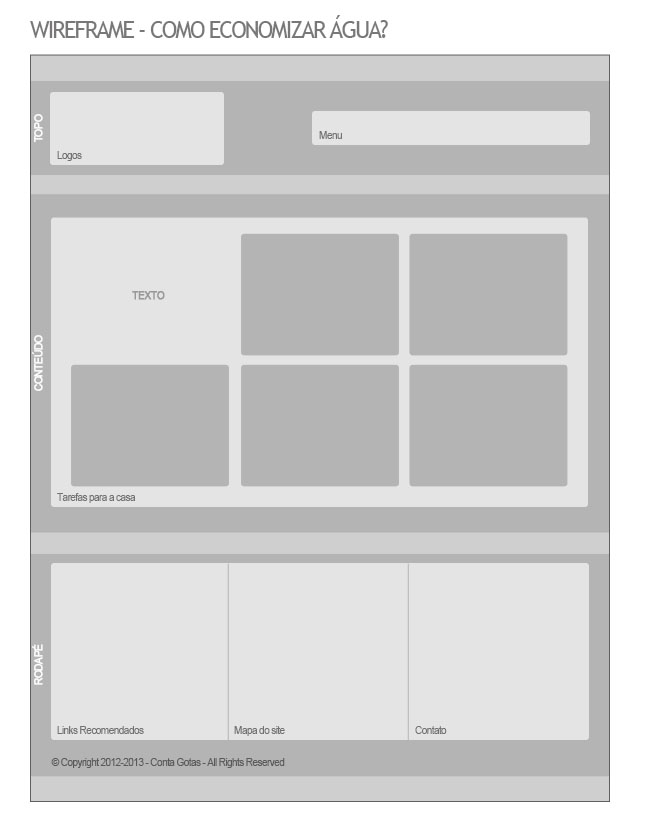 WIREFRAME - COMO ECONOMIZAR ÁGUA?
TOPO
Logos
Menu
CONTEÚDO
TEXTO
Tarefas para a casa
RODAPÉ
Links Recomendados
Mapa do site
Contato
© Copyright 2012-2013 - Conta Gotas - All Rights Reserved